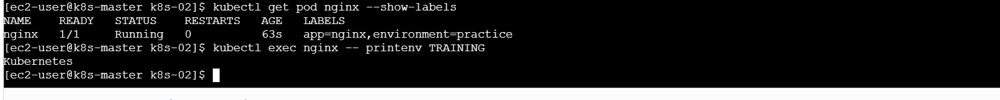 [ec2-user@k8s-master k8s-02]$ kubectl get pod nginx --show-labels
NAME    READY   STATUS    RESTARTS   AGE   LABELS
nginx   1/1     Running   0          63s   app=nginx,environment=practice
[ec2-user@k8s-master k8s-02]$ kubectl exec nginx -- printenv TRAINING
Kubernetes
[ec2-user@k8s-master k8s-02]$